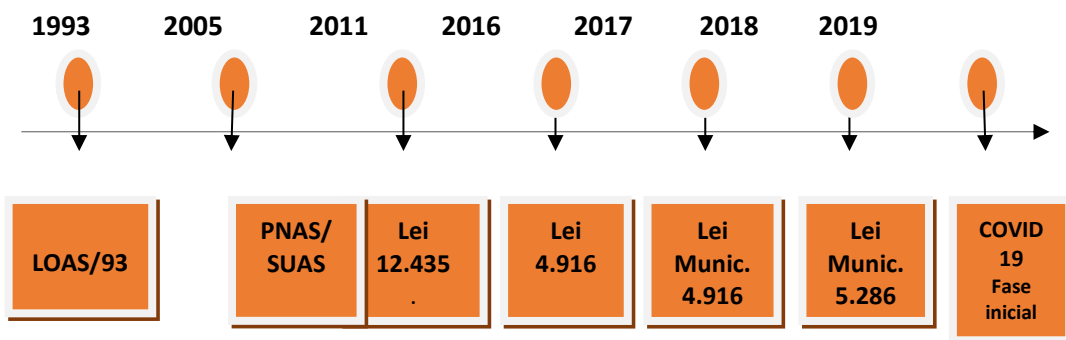 1993 2005 2011 2016 2017 2018 2019
LOAS/93
PNAS/
SUAS
Lei
12.435
.
Lei
4.916
Lei
Munic.
4.916
Lei
Munic.
5.286
COVID
19
Fase
inicial